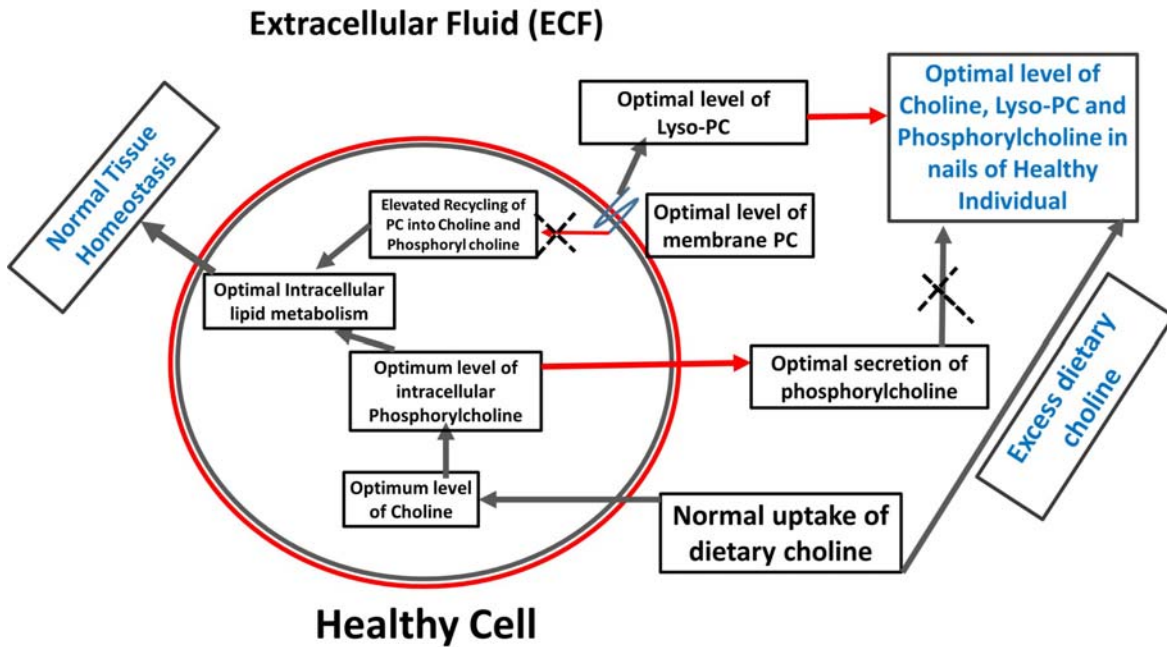 Extracellular Fluid (ECF)
Normal Tissue
Homeostasis
Optimal level of
Lyso-PC
Optimal level of
Choline, Lyso-PC and
Phosphorylcholine in
nails of Healthy
Individual
Elevated Recycling of
PC into Choline and
Phosphoryl choline
Optimal level of
membrane PC
Optimal Intracellular
lipid metabolism
Optimum level of
intracellular
Phosphorylcholine
Optimal secretion of
phosphorylcholine
Excess dietary
choline
Optimum level
of Choline
Normal uptake of
dietary choline
Healthy Cell